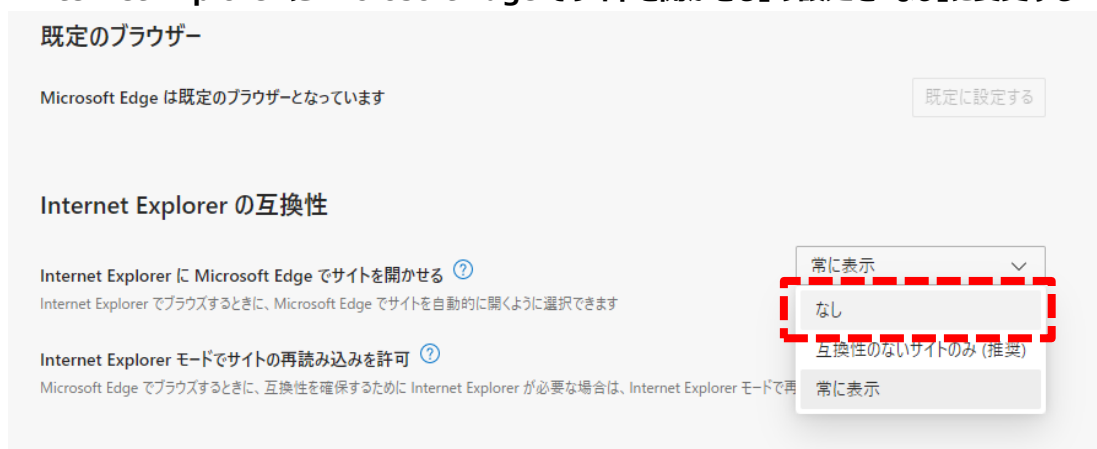 既定のブラウザー
Microsoft Edge は既定のブラウザーとなっています
既定に設定する
Internet Explorer の互換性
Internet Explorer に Microsoft Edge でサイトを開かせる
常に表示
Internet Explorer でブラウズするときに、Microsoft Edge でサイトを自動的に開くように選択できます
なし
互換性のないサイトのみ (推奨)
常に表示
Internet Explorer モードでサイトの再読み込みを許可
Microsoft Edge でブラウズするときに、互換性を確保するために Internet Explorer が必要な場合は、Internet Explorer モードで再